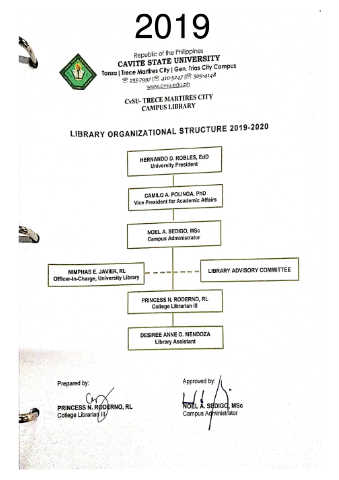 2019
Republic of the Philippines
CAVITE STATE UNIVERSITY
Tanza | Trece Martires City | Gen. Trias City Campus
www.cvsu.edu.ph
CvSU- TRECE MARTIRES CITY
CAMPUS LIBRARY
LIBRARY ORGANIZATIONAL STRUCTURE 2019-2020
HERNANDO D. ROBLES, EdD
University President
CAMILO A. POLINGA, PhD
Vice President for Academic Affairs
NOEL A. SEDIGO, MSc
Campus Administrator
NIMPHAS E. JAVIER, RL
Officer-in-Charge, University Library
LIBRARY ADVISORY COMMITTEE
PRINCESS N. RODERNO, RL
College Librarian III
DESIREE ANNE O. MENDOZA
Library Assistant
Prepared by:
Approved by:
PRINCESS N. RODERNO, RL
College Librarian III
NOEL A. SEDIGO, MSc
Campus Administrator